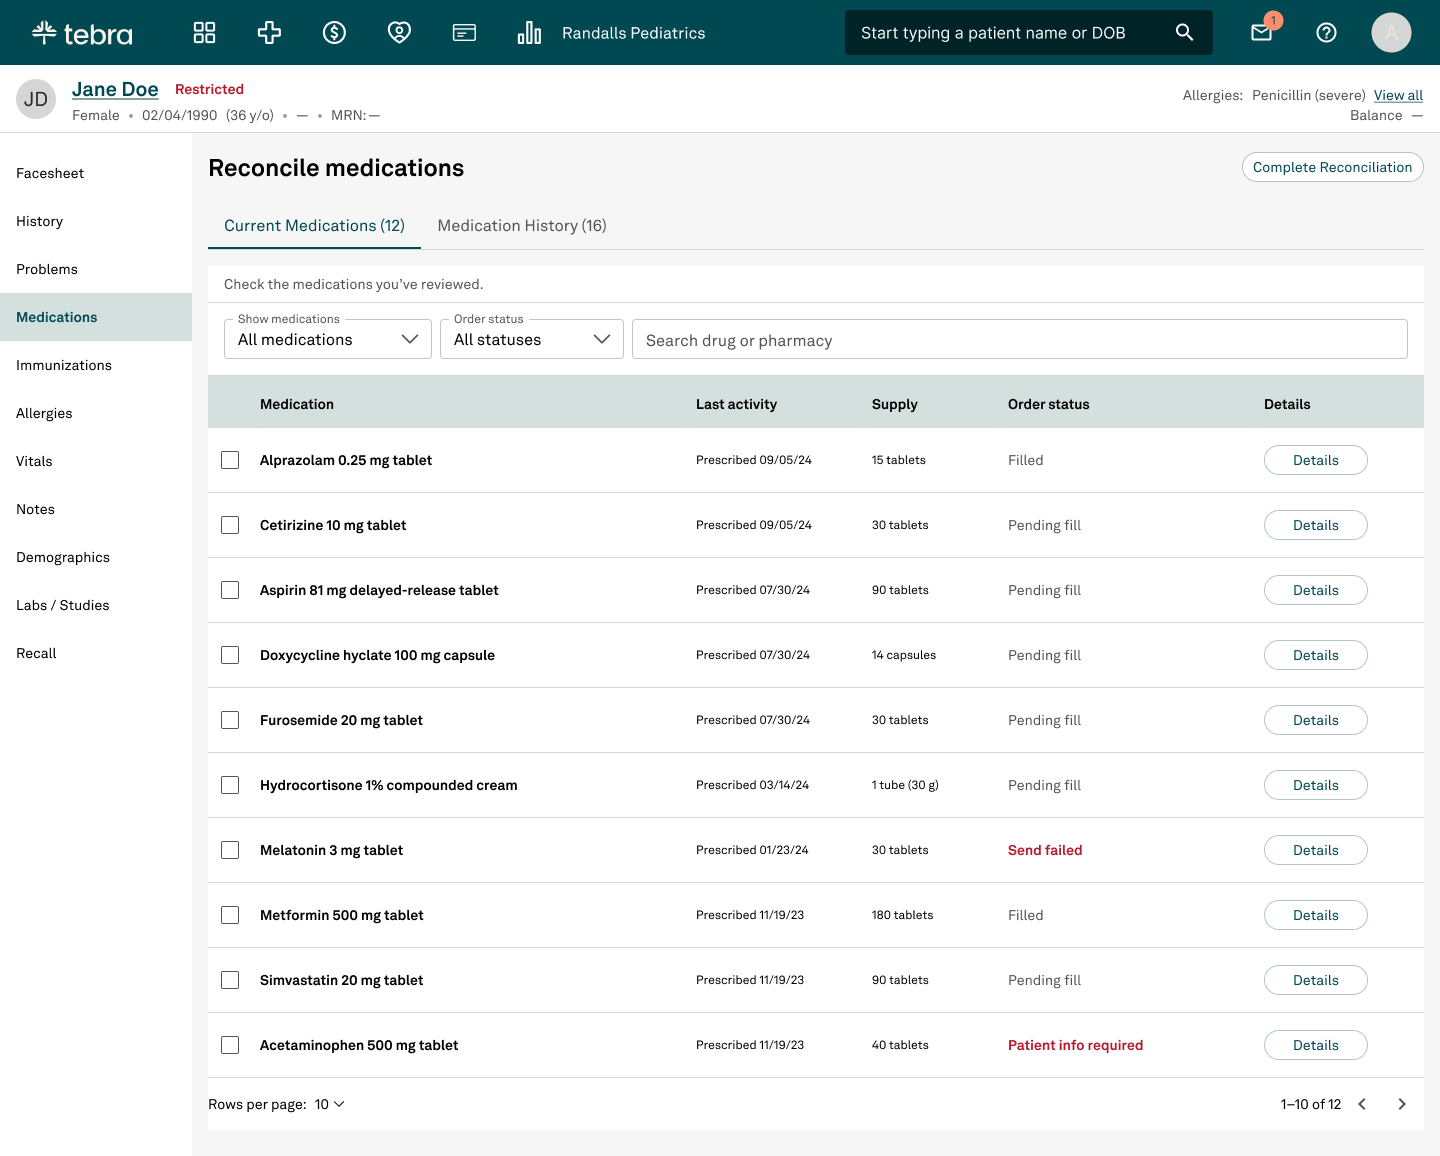 tebra
Randalls Pediatrics
Start typing a patient name or DOB
1
A
JD
Jane Doe Restricted
Female • 02/04/1990 (36 y/o) • — • MRN: —
Allergies: Penicillin (severe) View all
Balance —
Facesheet
History
Problems
Medications
Immunizations
Allergies
Vitals
Notes
Demographics
Labs / Studies
Recall
Reconcile medications
Complete Reconciliation
Current Medications (12) Medication History (16)
Check the medications you’ve reviewed.
Show medications
All medications
Order status
All statuses
Search drug or pharmacy
Medication Last activity Supply Order status Details
Alprazolam 0.25 mg tablet Prescribed 09/05/24 15 tablets Filled Details
Cetirizine 10 mg tablet Prescribed 09/05/24 30 tablets Pending fill Details
Aspirin 81 mg delayed-release tablet Prescribed 07/30/24 90 tablets Pending fill Details
Doxycycline hyclate 100 mg capsule Prescribed 07/30/24 14 capsules Pending fill Details
Furosemide 20 mg tablet Prescribed 07/30/24 30 tablets Pending fill Details
Hydrocortisone 1% compounded cream Prescribed 03/14/24 1 tube (30 g) Pending fill Details
Melatonin 3 mg tablet Prescribed 01/23/24 30 tablets Send failed Details
Metformin 500 mg tablet Prescribed 11/19/23 180 tablets Filled Details
Simvastatin 20 mg tablet Prescribed 11/19/23 90 tablets Pending fill Details
Acetaminophen 500 mg tablet Prescribed 11/19/23 40 tablets Patient info required Details
Rows per page: 10
1–10 of 12